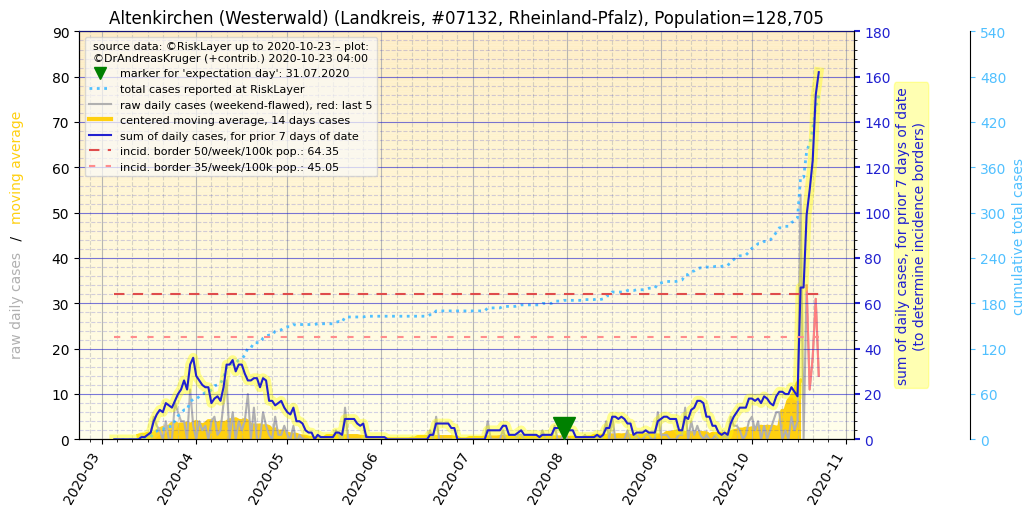 Altenkirchen (Westerwald) (Landkreis, #07132, Rheinland-Pfalz), Population=128,705
source data: ©RiskLayer up to 2020-10-23 – plot:
©DrAndreasKruger (+contrib.) 2020-10-23 04:00
marker for 'expectation day': 31.07.2020
total cases reported at RiskLayer
raw daily cases (weekend-flawed), red: last 5
centered moving average, 14 days cases
sum of daily cases, for prior 7 days of date
incid. border 50/week/100k pop.: 64.35
incid. border 35/week/100k pop.: 45.05
raw daily cases / moving average
90
80
70
60
50
40
30
20
10
0
180
160
140
120
100
80
60
40
20
0
sum of daily cases, for prior 7 days of date
(to determine incidence borders)
540
480
420
360
300
240
180
120
60
0
cumulative total cases
2020-03
2020-04
2020-05
2020-06
2020-07
2020-08
2020-09
2020-10
2020-11